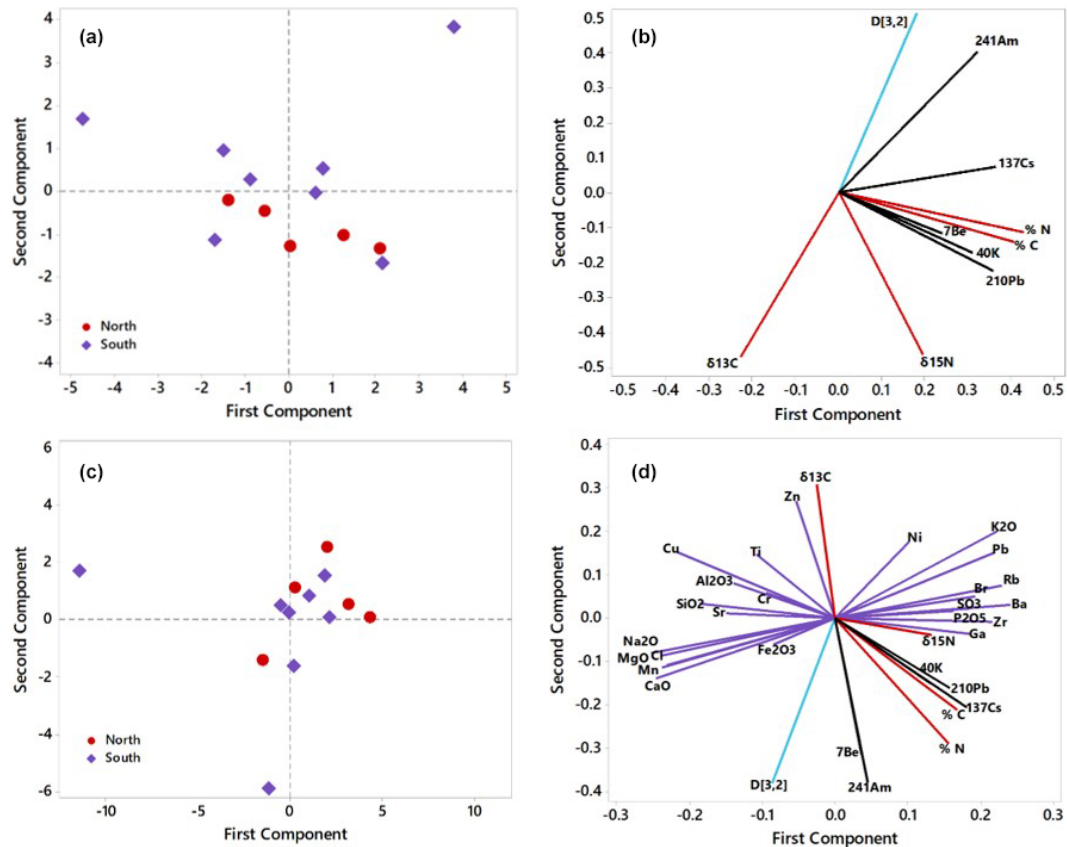 (a)
4
3
2
1
0
-1
-2
-3
-4
Second Component
North
South
-5 -4 -3 -2 -1 0 1 2 3 4 5
First Component
(b)
0.5
0.4
0.3
0.2
0.1
0.0
-0.1
-0.2
-0.3
-0.4
-0.5
Second Component
D[3,2]
241Am
137Cs
% N
7Be
% C
40K
210Pb
δ13C
δ15N
-0.5 -0.4 -0.3 -0.2 -0.1 0.0 0.1 0.2 0.3 0.4 0.5
First Component
(c)
6
4
2
0
-2
-4
-6
Second Component
North
South
-10 -5 0 5 10
First Component
(d)
0.4
0.3
0.2
0.1
0.0
-0.1
-0.2
-0.3
-0.4
Second Component
δ13C
Zn
Ni
K2O
Cu
Ti
Pb
Al2O3
Rb
Cr
Br
SiO2
SO3
Ba
Sr
P2O5
Zr
Ga
Na2O
δ15N
MgO
Cl
Fe2O3
Mn
40K
CaO
210Pb
137Cs
% C
% N
7Be
D[3,2]
241Am
-0.3 -0.2 -0.1 0.0 0.1 0.2 0.3
First Component